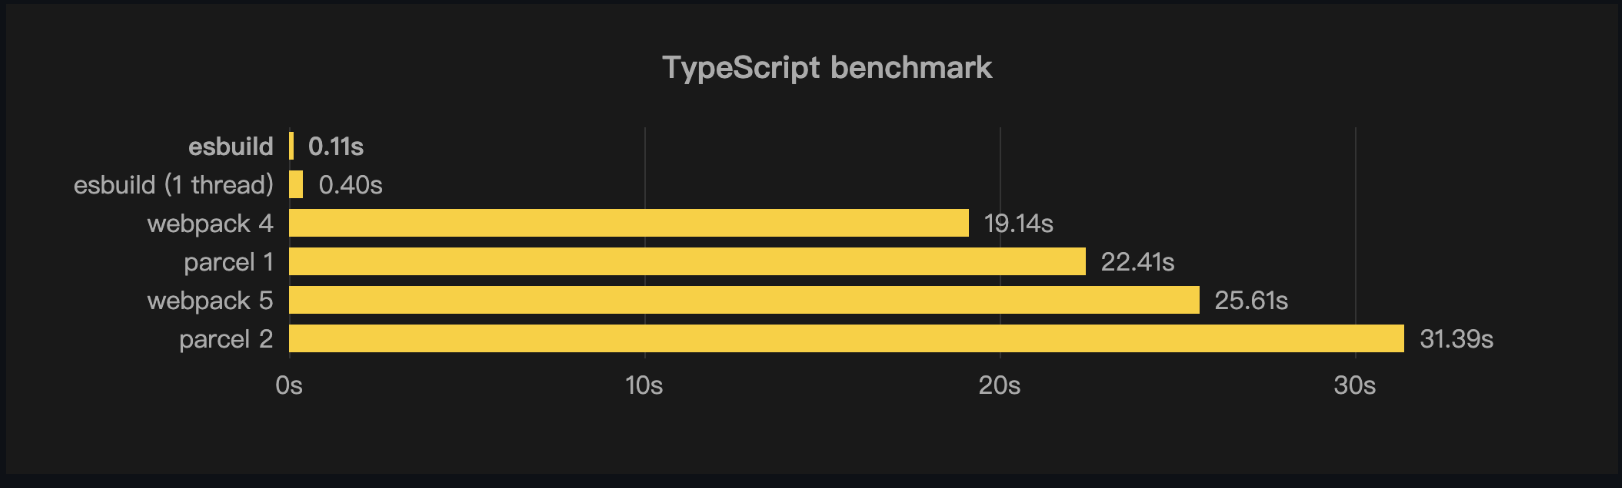 TypeScript benchmark
esbuild 0.11s
esbuild (1 thread) 0.40s
webpack 4 19.14s
parcel 1 22.41s
webpack 5 25.61s
parcel 2 31.39s
0s 10s 20s 30s